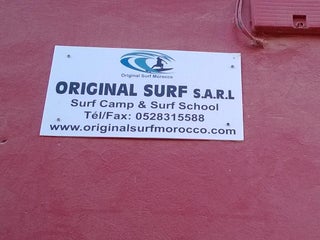 Original Surf Morocco
ORIGINAL SURF S.A.R.L
Surf Camp & Surf School
Tél/Fax: 0528315588
www.originalsurfmorocco.com